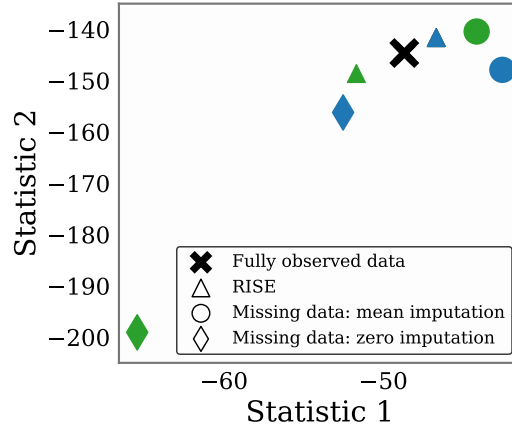 −140
−150
−160
−170
−180
−190
−200
Statistic 2
Fully observed data
RISE
Missing data: mean imputation
Missing data: zero imputation
−60
−50
Statistic 1